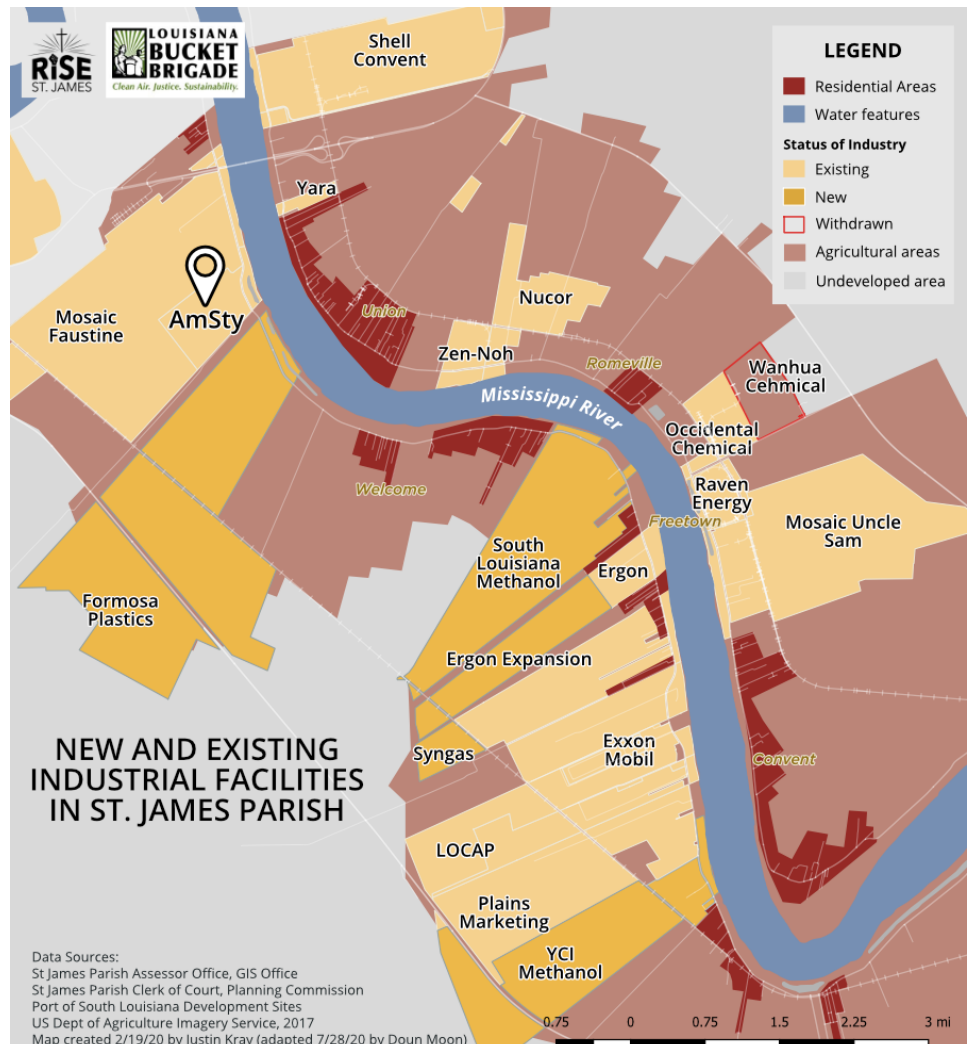 RISE
ST. JAMES
LOUISIANA
BUCKET
BRIGADE
Clean Air. Justice. Sustainability.
Shell
Convent
LEGEND
Residential Areas
Water features
Status of Industry
Existing
New
Withdrawn
Agricultural areas
Undeveloped area
Yara
AmSty
Mosaic
Faustine
Union
Nucor
Zen-Noh
Romeville
Wanhua
Cehmical
Mississippi River
Occidental
Chemical
Raven
Energy
Welcome
Freetown
Mosaic Uncle
Sam
South
Louisiana
Methanol
Ergon
Formosa
Plastics
Ergon Expansion
Syngas
Exxon
Mobil
Convent
NEW AND EXISTING
INDUSTRIAL FACILITIES
IN ST. JAMES PARISH
LOCAP
Plains
Marketing
YCI
Methanol
Data Sources:
St James Parish Assessor Office, GIS Office
St James Parish Clerk of Court, Planning Commission
Port of South Louisiana Development Sites
US Dept of Agriculture Imagery Service, 2017
Map created 2/19/20 by Justin Kray (adapted 7/28/20 by Doun Moon)
0.75 0 0.75 1.5 2.25 3 mi